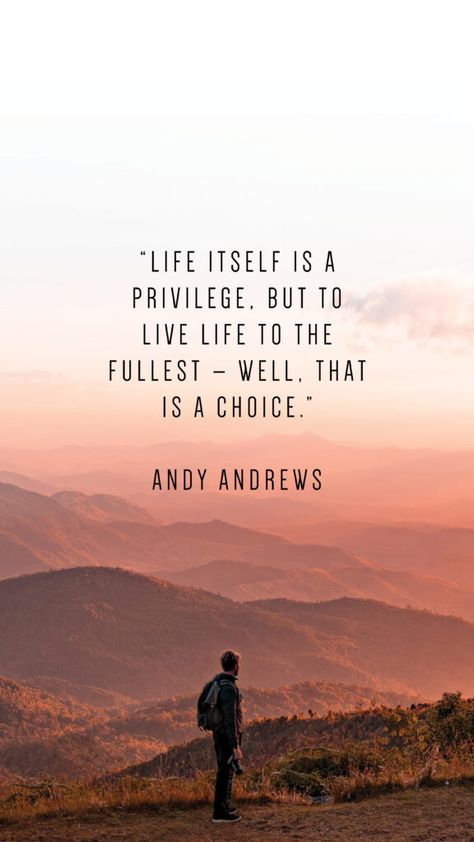 “LIFE ITSELF IS A
PRIVILEGE, BUT TO
LIVE LIFE TO THE
FULLEST – WELL, THAT
IS A CHOICE.”
ANDY ANDREWS